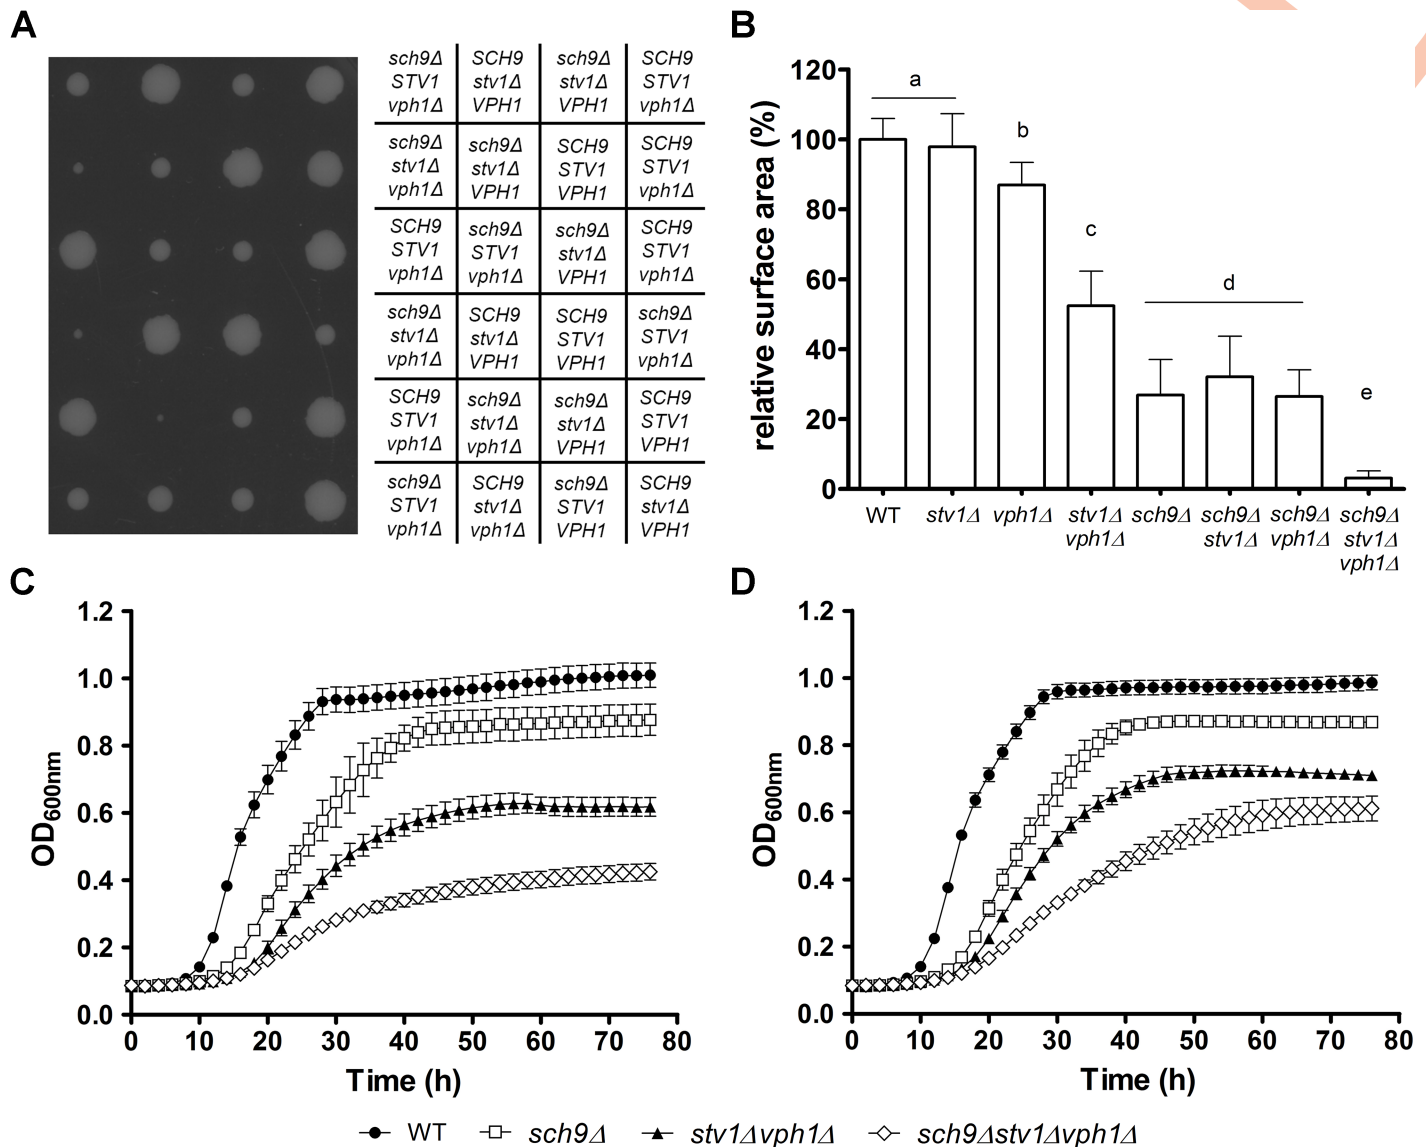 A
sch9Δ SCH9 sch9Δ SCH9
STV1 stv1Δ stv1Δ STV1
vph1Δ VPH1 VPH1 vph1Δ
sch9Δ sch9Δ SCH9 SCH9
stv1Δ stv1Δ STV1 STV1
vph1Δ VPH1 VPH1 vph1Δ
SCH9 sch9Δ sch9Δ SCH9
STV1 STV1 stv1Δ STV1
vph1Δ vph1Δ VPH1 vph1Δ
sch9Δ SCH9 SCH9 sch9Δ
stv1Δ stv1Δ STV1 STV1
vph1Δ VPH1 VPH1 vph1Δ
SCH9 sch9Δ sch9Δ SCH9
STV1 stv1Δ stv1Δ STV1
vph1Δ vph1Δ VPH1 VPH1
sch9Δ SCH9 sch9Δ SCH9
STV1 stv1Δ STV1 stv1Δ
vph1Δ vph1Δ VPH1 VPH1
B
relative surface area (%)
120
100
80
60
40
20
0
a
b
c
d
e
WT stv1Δ vph1Δ stv1Δ sch9Δ sch9Δ sch9Δ sch9Δ
vph1Δ stv1Δ vph1Δ stv1Δ
vph1Δ
C
OD600nm
1.2
1.0
0.8
0.6
0.4
0.2
0.0
0 10 20 30 40 50 60 70 80
Time (h)
D
OD600nm
1.2
1.0
0.8
0.6
0.4
0.2
0.0
0 10 20 30 40 50 60 70 80
Time (h)
WT sch9Δ stv1Δvph1Δ sch9Δstv1Δvph1Δ